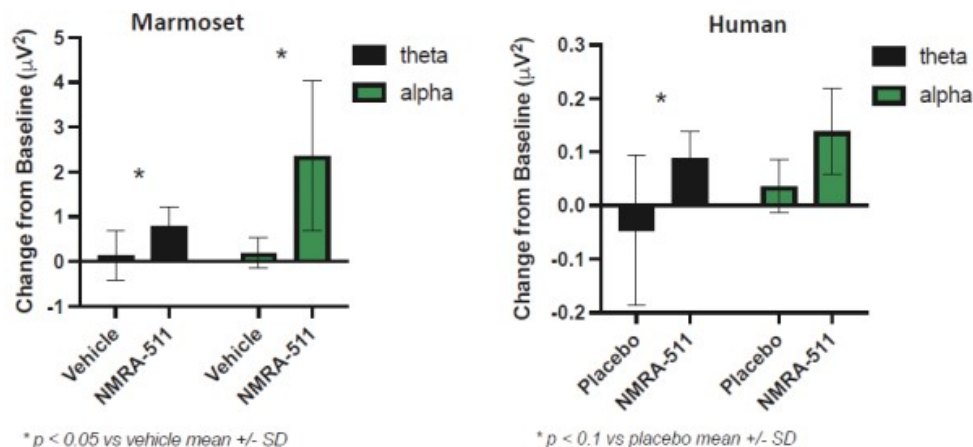 Marmoset
Change from Baseline (μV²)
5
4
3
2
1
0
-1
*
*
theta
alpha
Vehicle
NMRA-511
Vehicle
NMRA-511
* p < 0.05 vs vehicle mean +/- SD
Human
Change from Baseline (μV²)
0.3
0.2
0.1
0.0
-0.1
-0.2
*
theta
alpha
Placebo
NMRA-511
Placebo
NMRA-511
* p < 0.1 vs placebo mean +/- SD